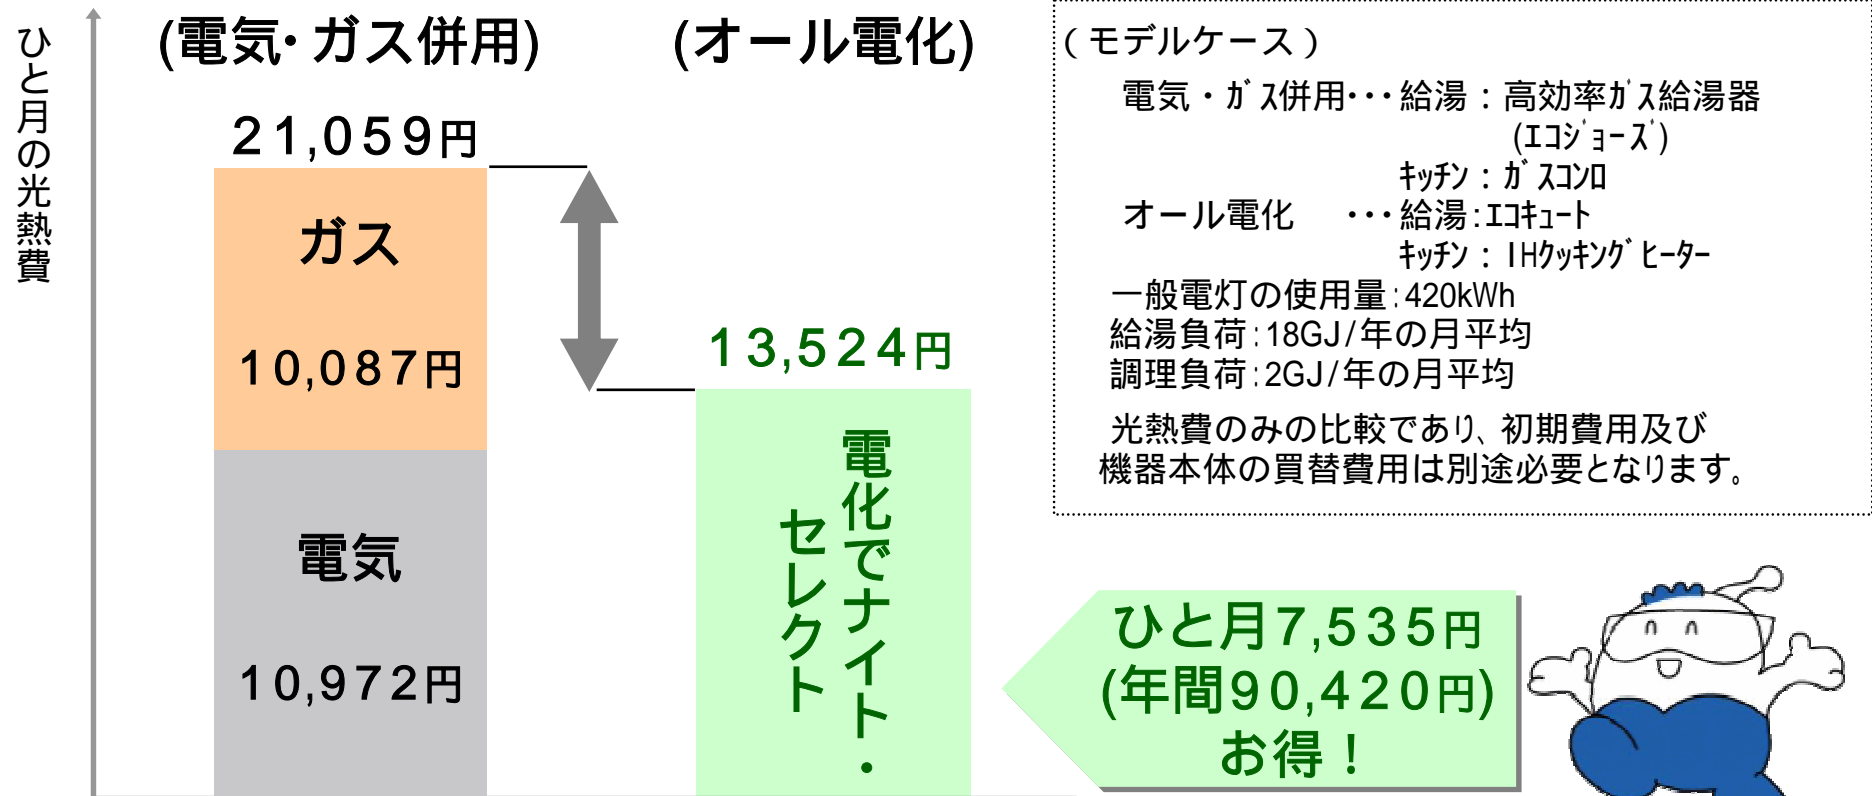 ひと月の光熱費
(電気・ガス併用)
21,059円
ガス
10,087円
電気
10,972円
(オール電化)
13,524円
電化でナイト・
セレクト
(モデルケース)
電気・ガス併用・・・給湯:高効率ガス給湯器
(エコジョーズ)
キッチン:ガスコンロ
オール電化 ・・・給湯:エコキュート
キッチン:IHクッキングヒーター
一般電灯の使用量:420kWh
給湯負荷:18GJ/年の月平均
調理負荷:2GJ/年の月平均
光熱費のみの比較であり、初期費用及び
機器本体の買替費用は別途必要となります。
ひと月7,535円
(年間90,420円)
お得!